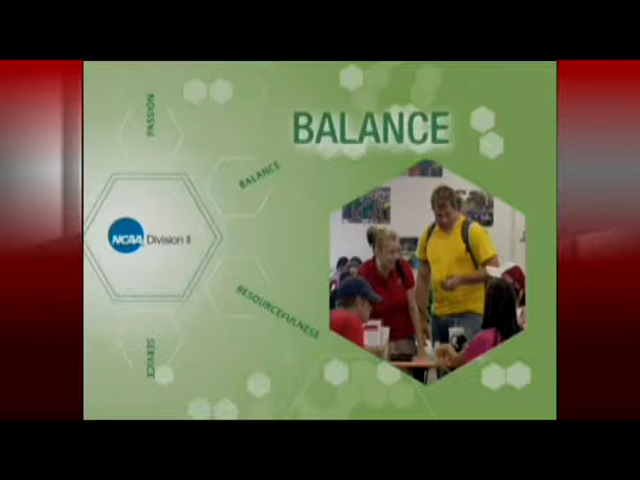 PASSION
BALANCE
BALANCE
NCAA Division II
RESOURCEFULNESS
SERVICE